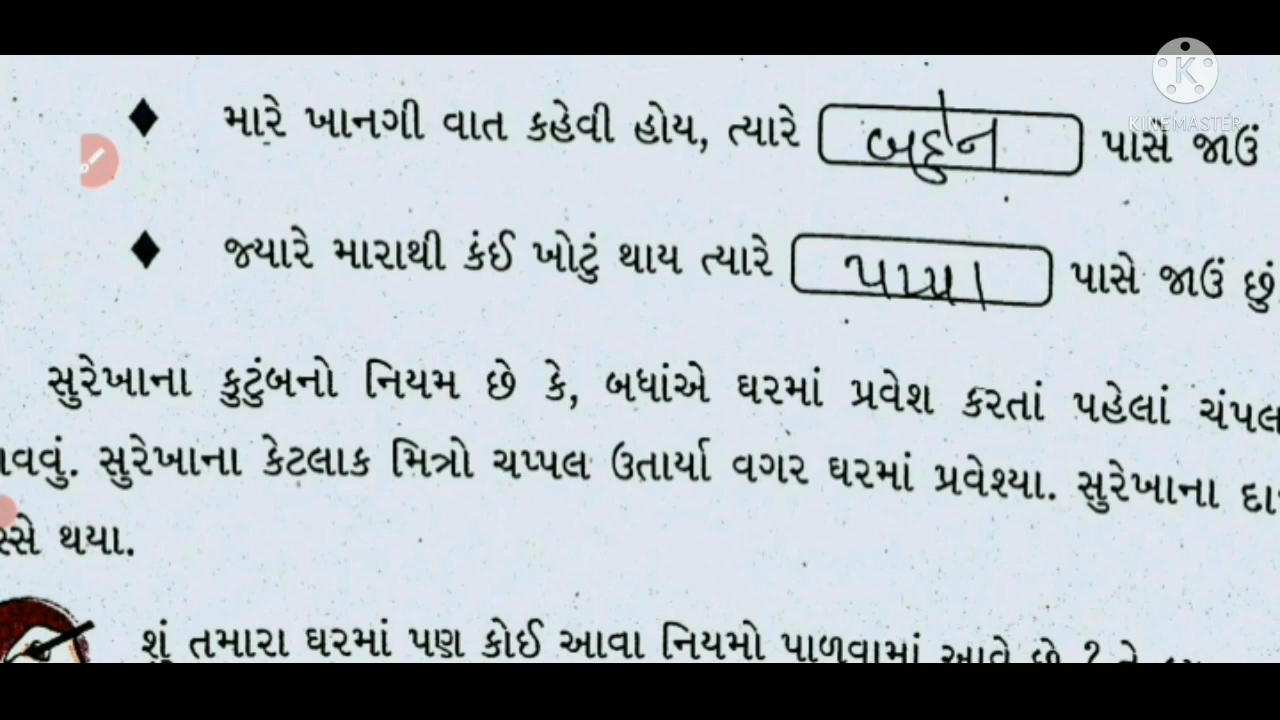 KINEMASTER
♦ મારે ખાનગી વાત કહેવી હોય, ત્યારે બહેન પાસે જાઉં
♦ જ્યારે મારાથી કંઈ ખોટું થાય ત્યારે પપ્પા પાસે જાઉં છું
સુરેખાના કુટુંબનો નિયમ છે કે, બધાંએ ઘરમાં પ્રવેશ કરતાં પહેલાં ચંપલ
સુરેખાના કેટલાક મિત્રો ચપ્પલ ઉતાર્યા વગર ઘરમાં પ્રવેશ્યા. સુરેખાના
થયા.
શું તમારા ઘરમાં પણ કોઈ આવા નિયમો પાળવામાં આવે છે ?